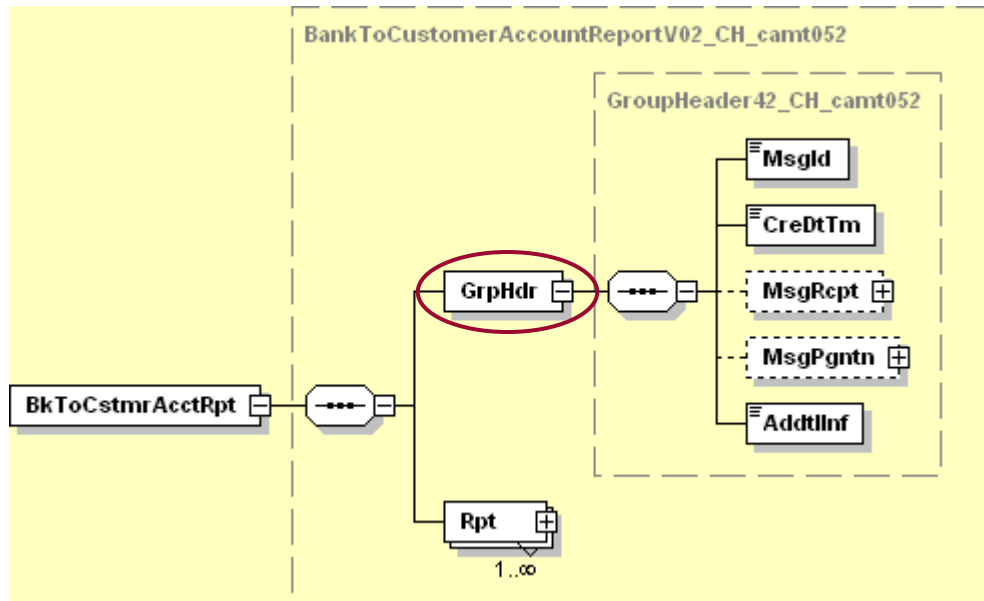 BankToCustomerAccountReportV02_CH_camt052
GroupHeader42_CH_camt052
MsgId
CreDtTm
GrpHdr
MsgRcpt
MsgPgntn
BkToCstmrAcctRpt
AddtlInf
Rpt
1..∞